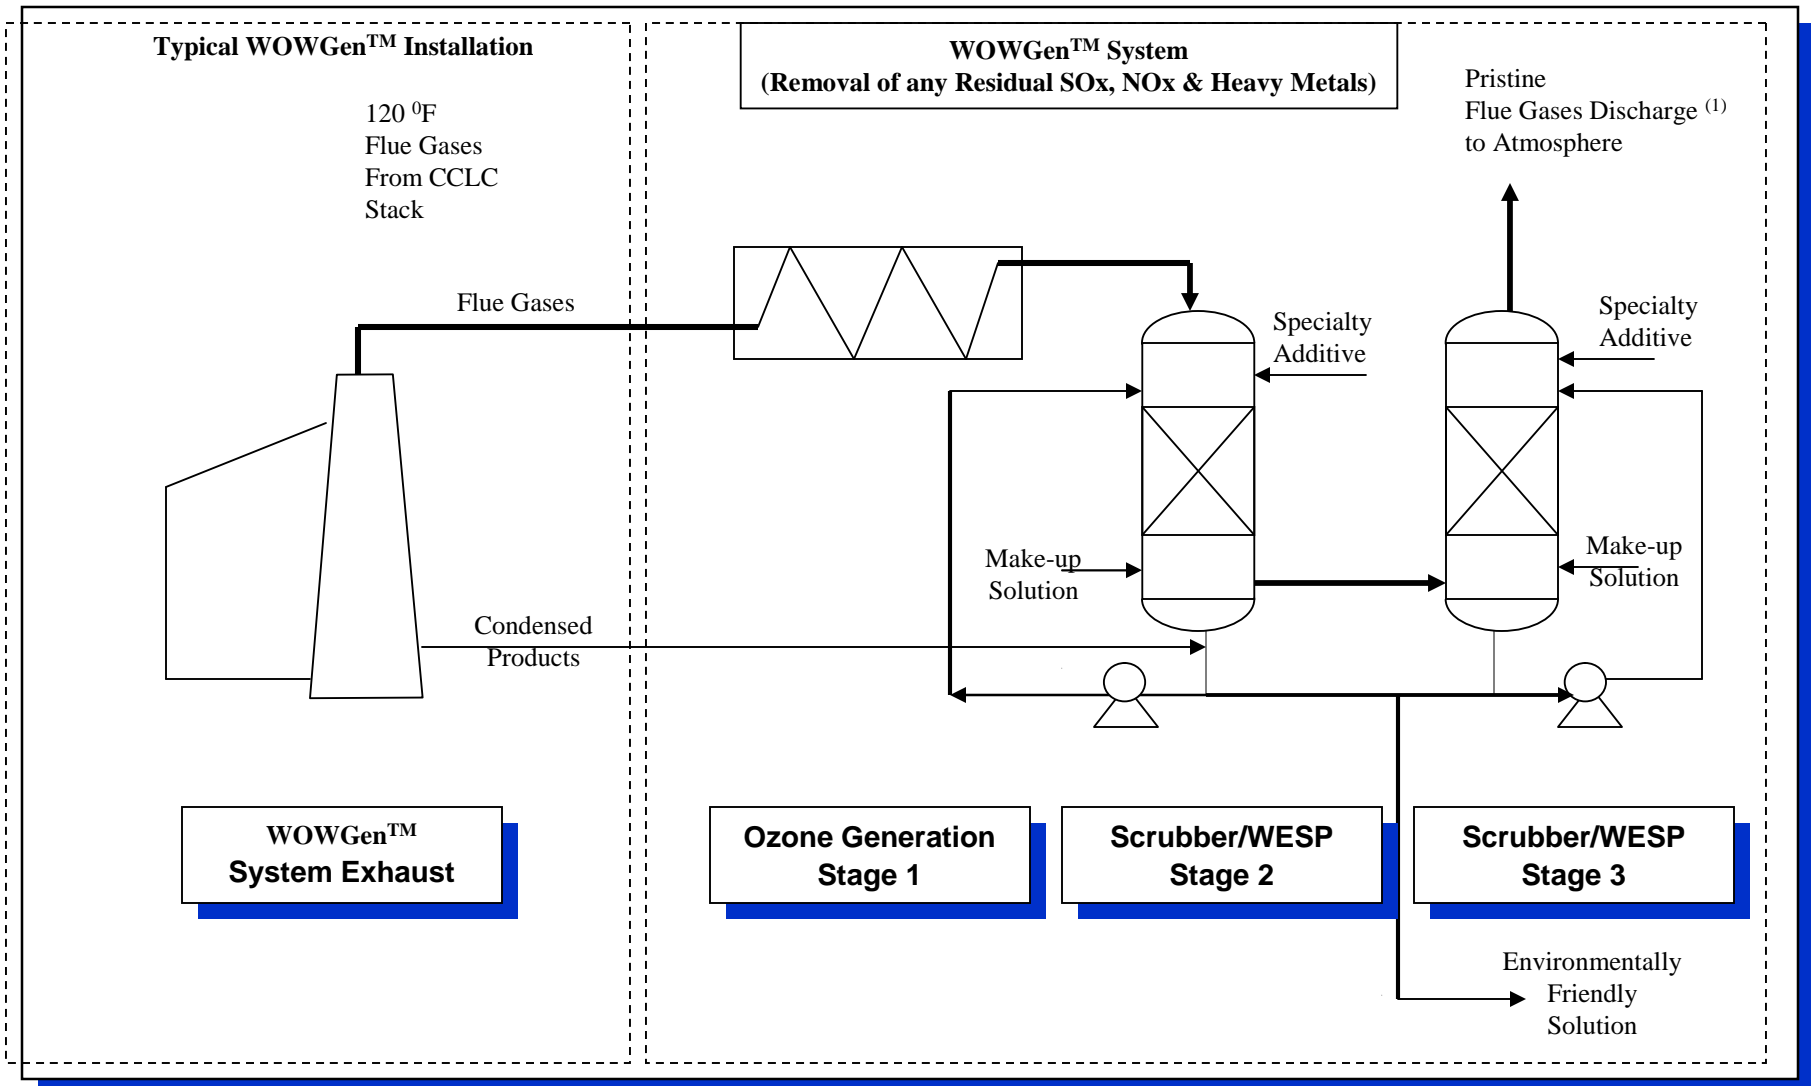 Typical WOWGen™ Installation
WOWGen™ System
(Removal of any Residual SOx, NOx & Heavy Metals)
120 ⁰F
Flue Gases
From CCLC
Stack
Pristine
Flue Gases Discharge ⁽¹⁾
to Atmosphere
Flue Gases
Specialty
Additive
Specialty
Additive
Make-up
Solution
Make-up
Solution
Condensed
Products
WOWGen™
System Exhaust
Ozone Generation
Stage 1
Scrubber/WESP
Stage 2
Scrubber/WESP
Stage 3
Environmentally
Friendly
Solution